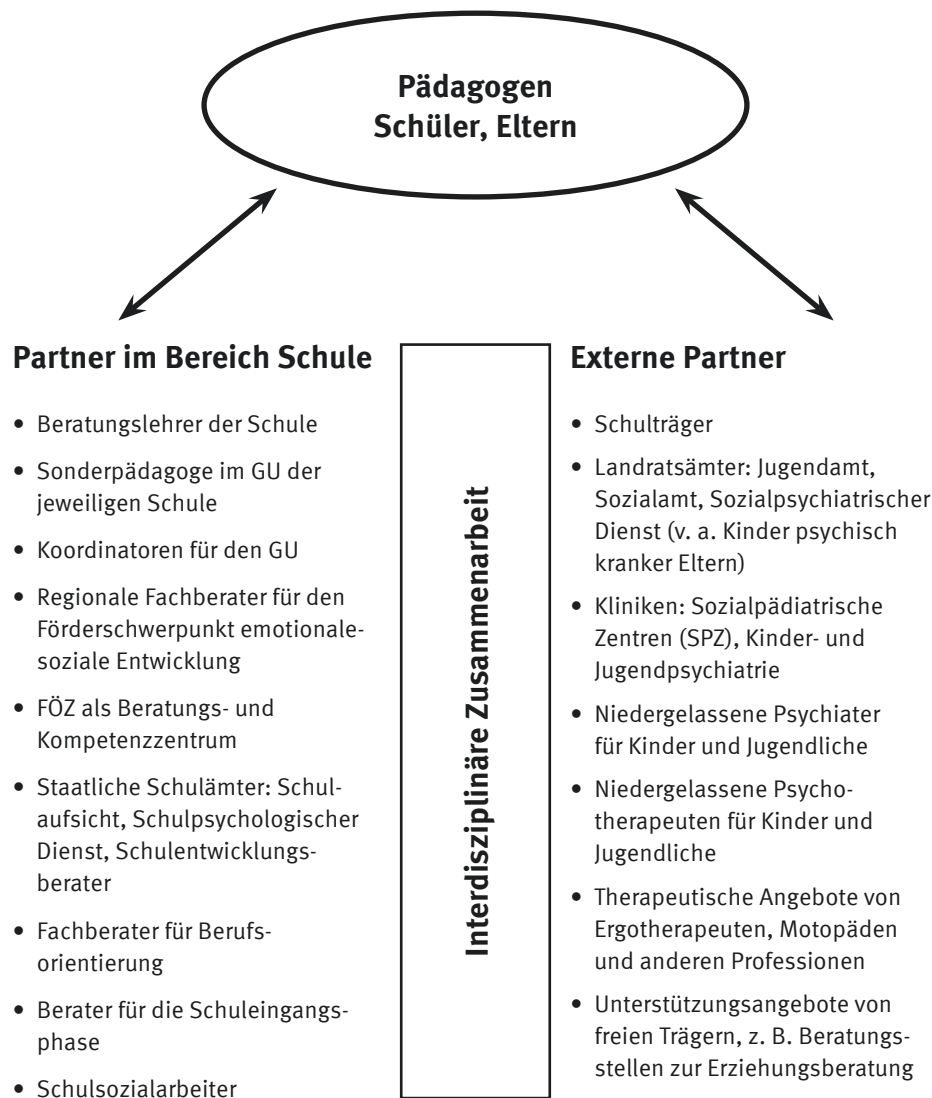 Pädagogen
Schüler, Eltern
Partner im Bereich Schule
• Beratungslehrer der Schule
• Sonderpädagoge im GU der
jeweiligen Schule
• Koordinatoren für den GU
• Regionale Fachberater für den
Förderschwerpunkt emotionale-
soziale Entwicklung
• FÖZ als Beratungs- und
Kompetenzzentrum
• Staatliche Schulämter: Schul-
aufsicht, Schulpsychologischer
Dienst, Schulentwicklungs-
berater
• Fachberater für Berufs-
orientierung
• Berater für die Schuleingangs-
phase
• Schulsozialarbeiter
Interdisziplinäre Zusammenarbeit
Externe Partner
• Schulträger
• Landratsämter: Jugendamt,
Sozialamt, Sozialpsychiatrischer
Dienst (v. a. Kinder psychisch
kranker Eltern)
• Kliniken: Sozialpädiatrische
Zentren (SPZ), Kinder- und
Jugendpsychiatrie
• Niedergelassene Psychiater
für Kinder und Jugendliche
• Niedergelassene Psycho-
therapeuten für Kinder und
Jugendliche
• Therapeutische Angebote von
Ergotherapeuten, Motopäden
und anderen Professionen
• Unterstützungsangebote von
freien Trägern, z. B. Beratungs-
stellen zur Erziehungsberatung